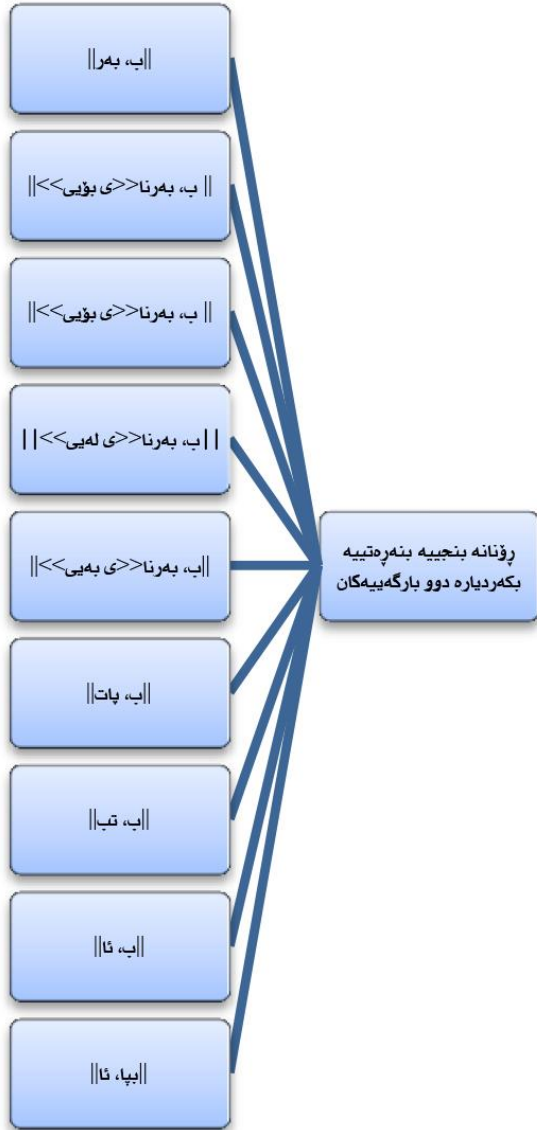 ڕۆنانە بنجییە بنەڕەتییە
بکەردیارە دوو بارگەییەکان
||ب، بەر||
|| ب، بەرنا<<ی بۆیی>>||
|| ب، بەرنا<<ی بۆیی>>||
||ب، بەرنا<<ی لەیی>>||
||ب، بەرنا<<ی بەیی>>||
||ب، پات||
||ب، تب||
||ب، ئا||
||بپا، ئا||